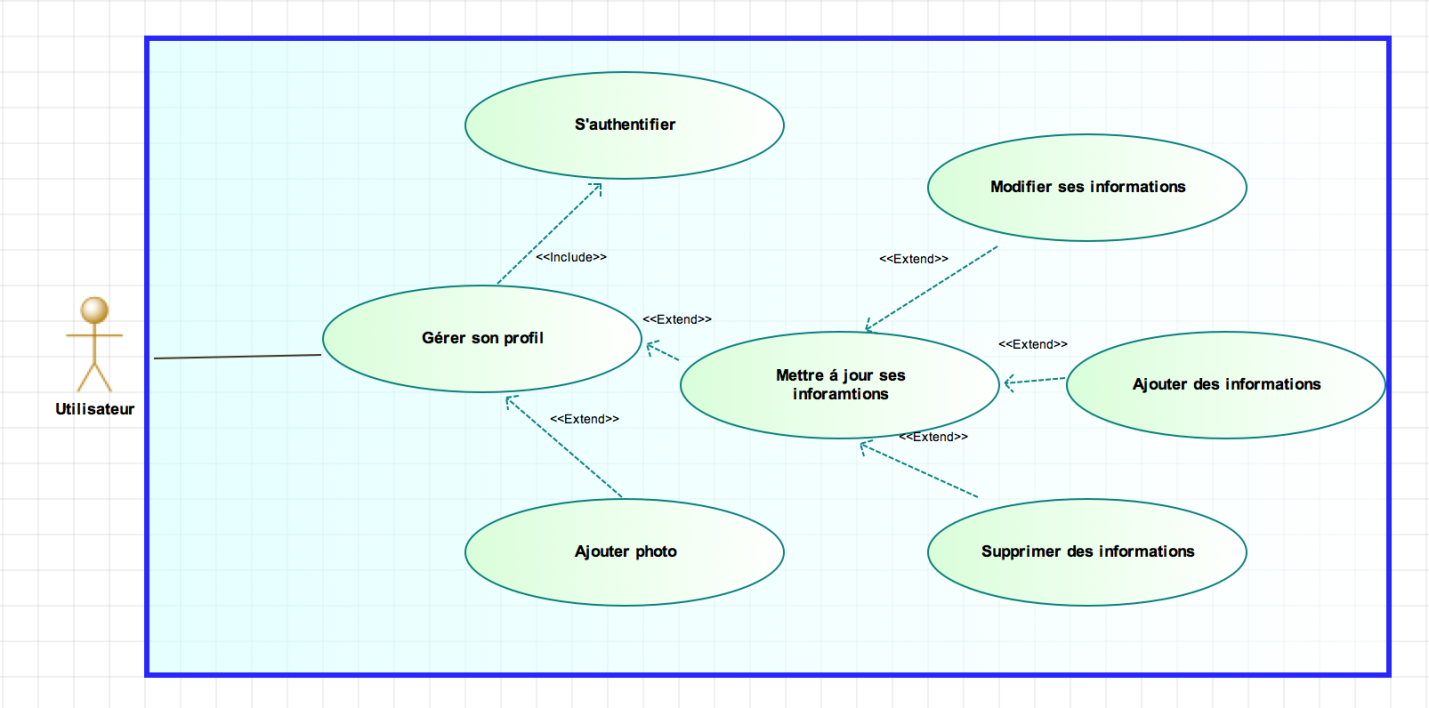 S'authentifier
Modifier ses informations
<<Include>>
<<Extend>>
<<Extend>>
Gérer son profil
<<Extend>>
Mettre á jour ses
inforamtions
Ajouter des informations
Utilisateur
<<Extend>>
<<Extend>>
Ajouter photo
Supprimer des informations